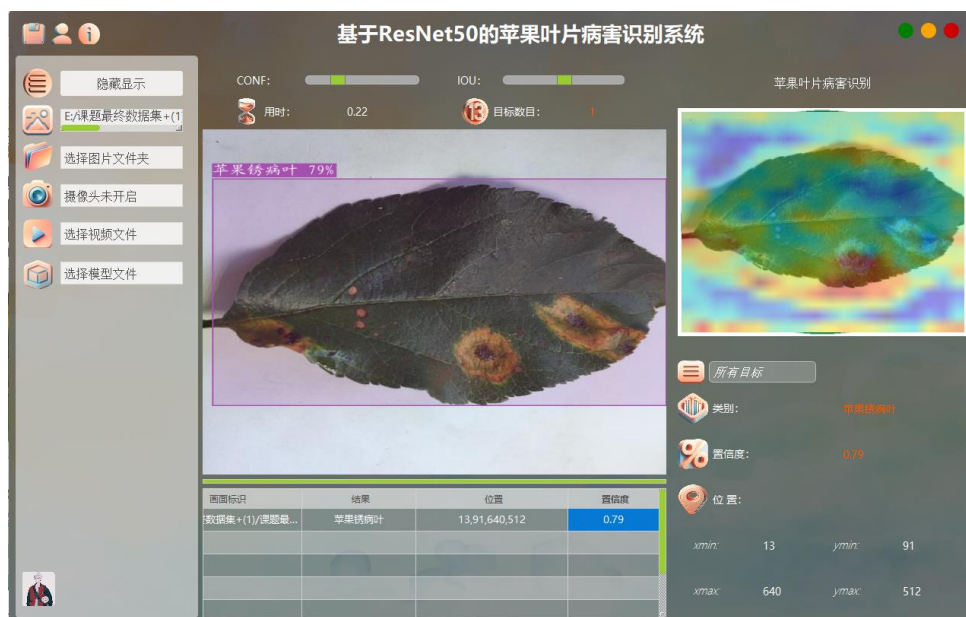 基于ResNet50的苹果叶片病害识别系统
隐藏显示
E:/课题最终数据集+(1
选择图片文件夹
摄像头未开启
选择视频文件
选择模型文件
CONF:
IOU:
用时:
0.22
目标数目:
1
苹果锈病叶 79%
画面标识 结果 位置 置信度
数据集+(1)/课题最... 苹果锈病叶 13,91,640,512 0.79
苹果叶片病害识别
所有目标
类别: 苹果锈病叶
置信度: 0.79
位置:
xmin: 13 ymin: 91
xmax: 640 ymax: 512